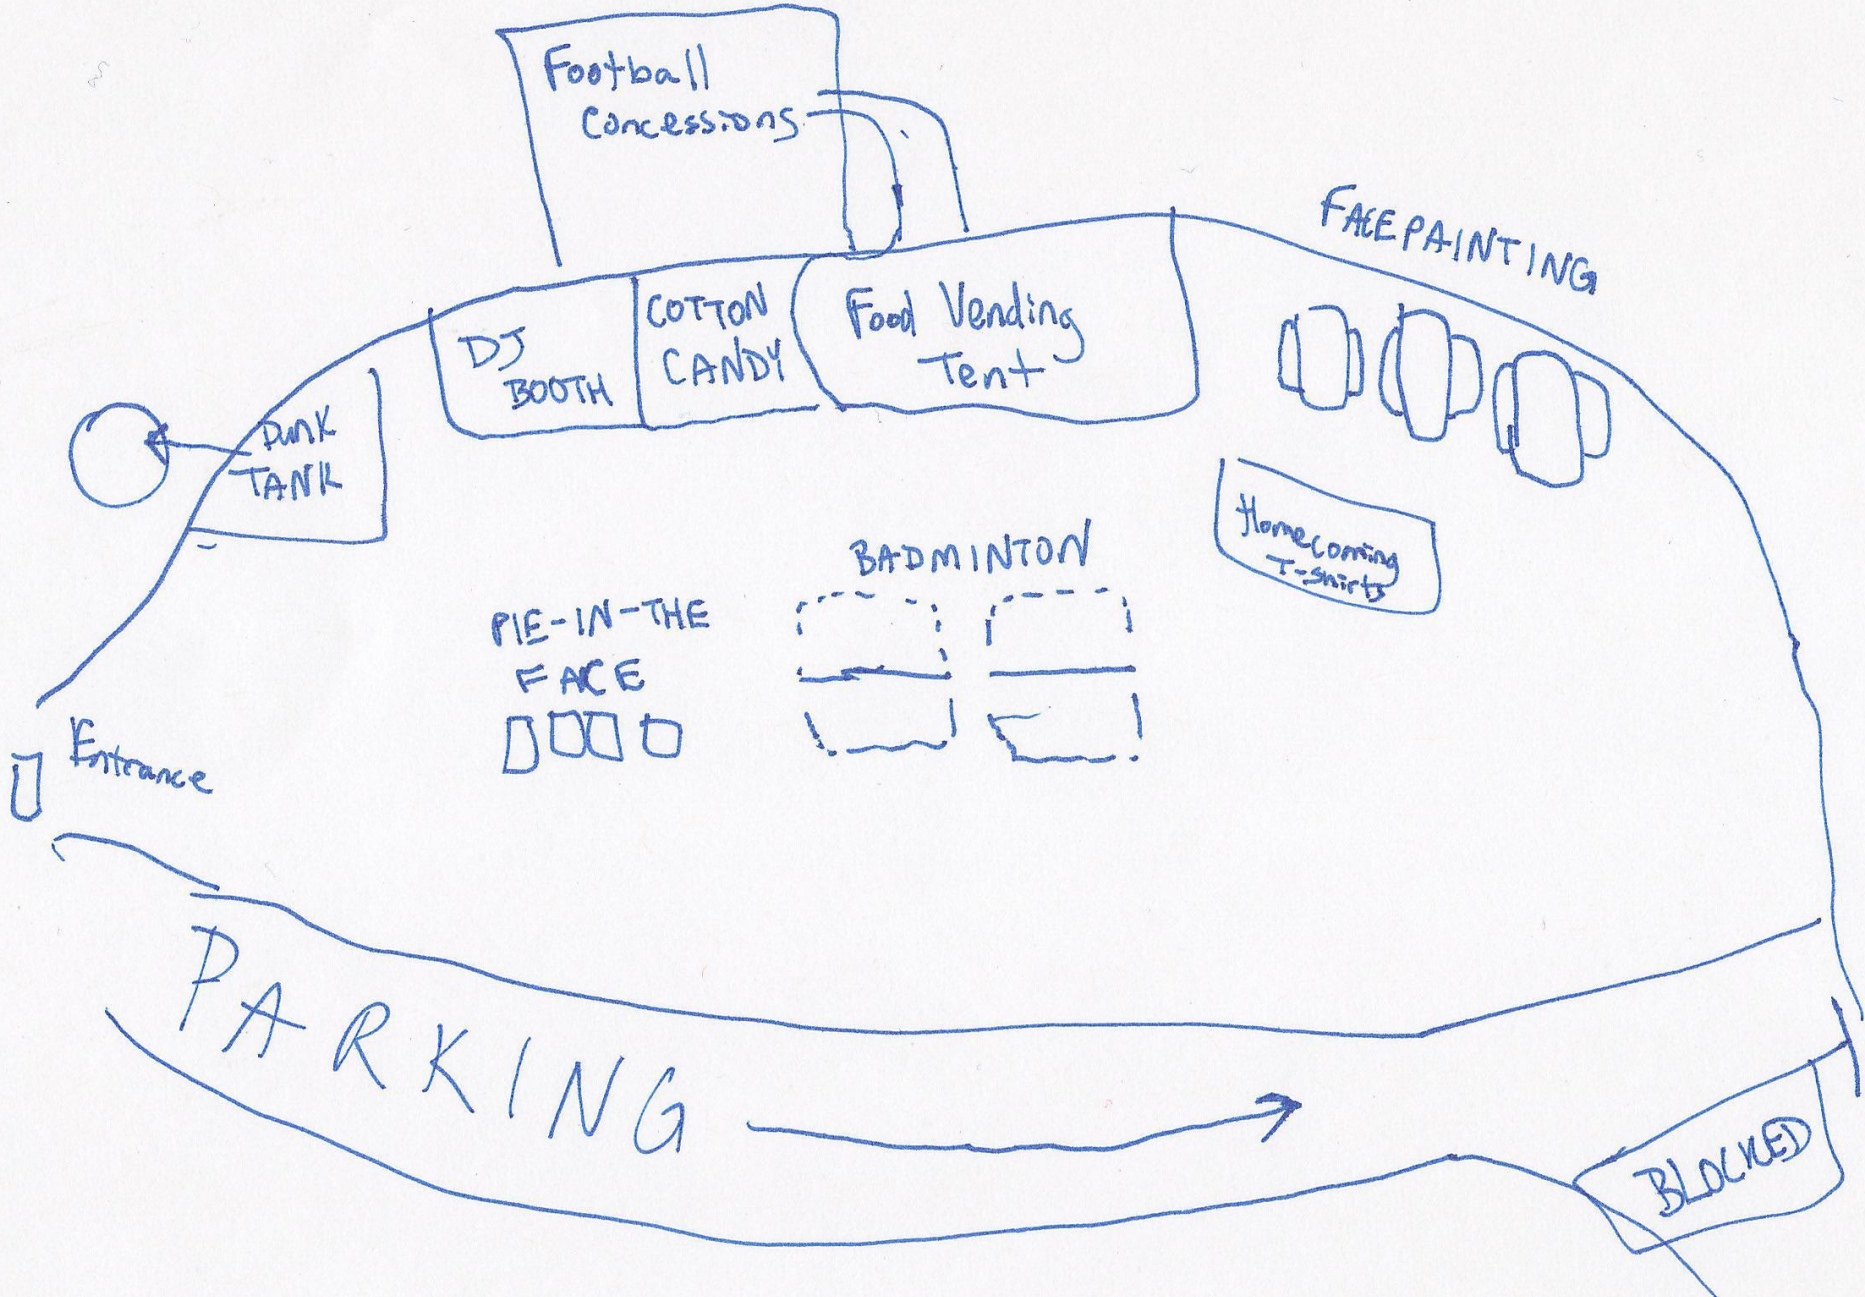 Football
Concessions
FACEPAINTING
DJ
BOOTH
COTTON
CANDY
Food Vending
Tent
DUNK
TANK
Homecoming
T-Shirts
BADMINTON
PIE-IN-THE
FACE
Entrance
PARKING
BLOCKED